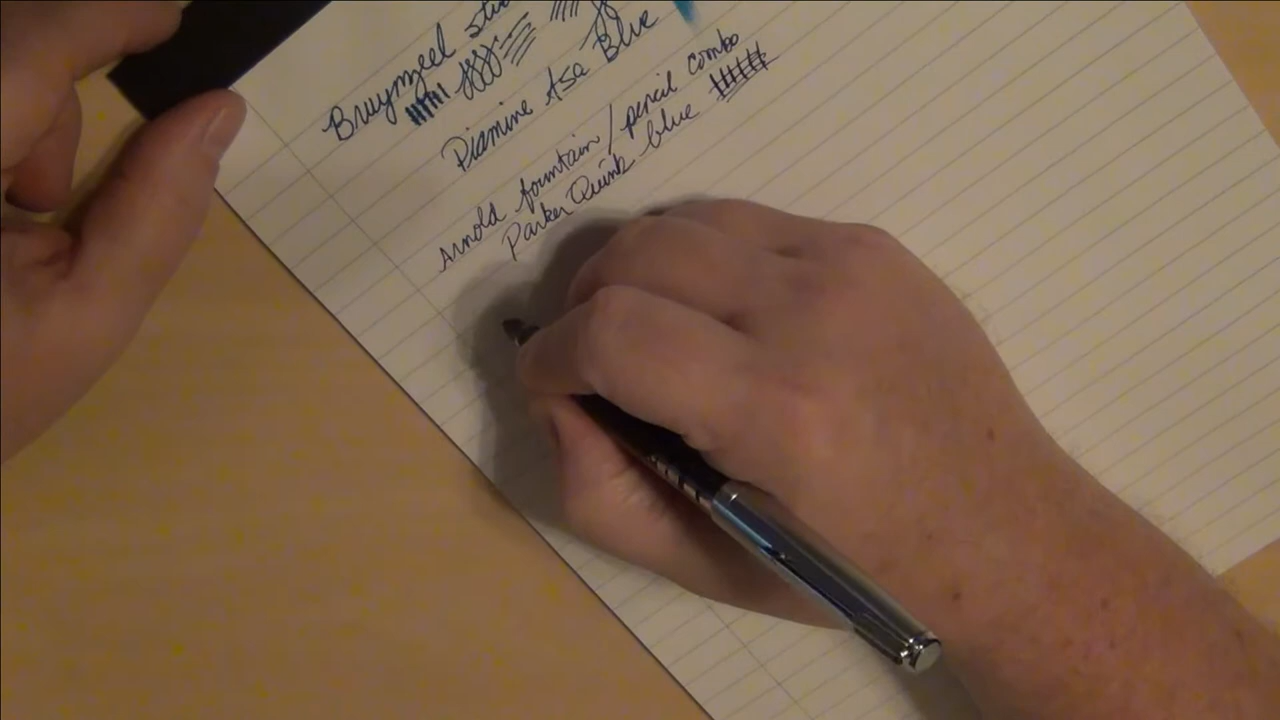 Bruynzeel
Diamine Asa Blue
Arnold fountain/pencil combo
Parker Quink blue